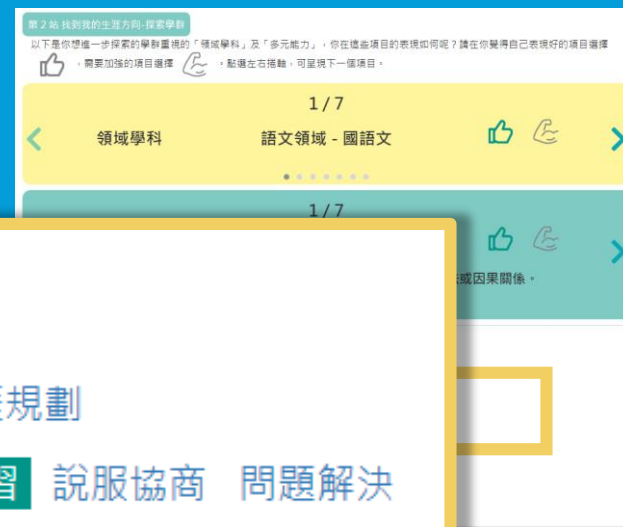 第 2 站 找到我的生涯方向-探索學群
以下是你想進一步探索的學群重視的「領域學科」及「多元能力」，你在這些項目的表現如何呢？請在你覺得自己表現好的項目選擇
，需要加強的項目選擇 。點選左右捲軸，可呈現下一個項目。
1 / 7
領域學科 語文領域 - 國語文
1 / 7
或因果關係。
規劃
習 說服協商 問題解決